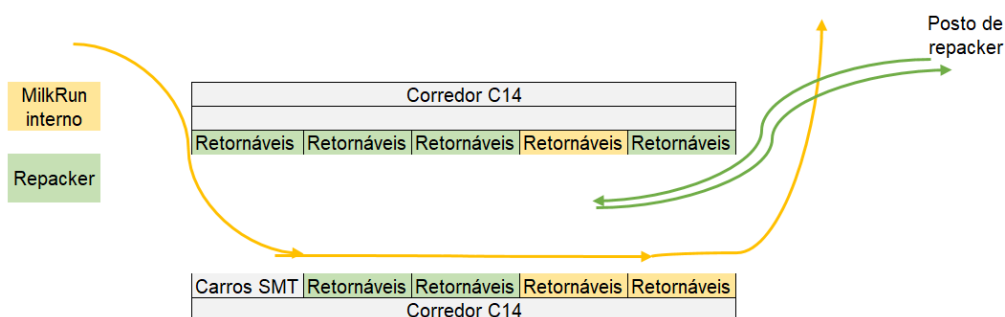 Posto de
repacker
MilkRun
interno
Corredor C14
Retornáveis Retornáveis Retornáveis Retornáveis Retornáveis
Repacker
Carros SMT Retornáveis Retornáveis Retornáveis Retornáveis
Corredor C14